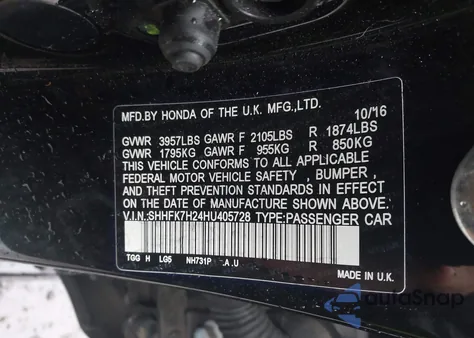 MFD.BY HONDA OF THE U.K. MFG.,LTD.
10/16
GVWR 3957LBS GAWR F 2105LBS R 1874LBS
GVWR 1795KG GAWR F 955KG R 850KG
THIS VEHICLE CONFORMS TO ALL APPLICABLE
FEDERAL MOTOR VEHICLE SAFETY , BUMPER ,
AND THEFT PREVENTION STANDARDS IN EFFECT
ON THE DATE OF MANUFACTURE SHOWN ABOVE.
V.I.N.:SHHFK7H24HU405728 TYPE:PASSENGER CAR
TGG H LG5 NH731P .A.U
MADE IN U.K.
AutoSnap